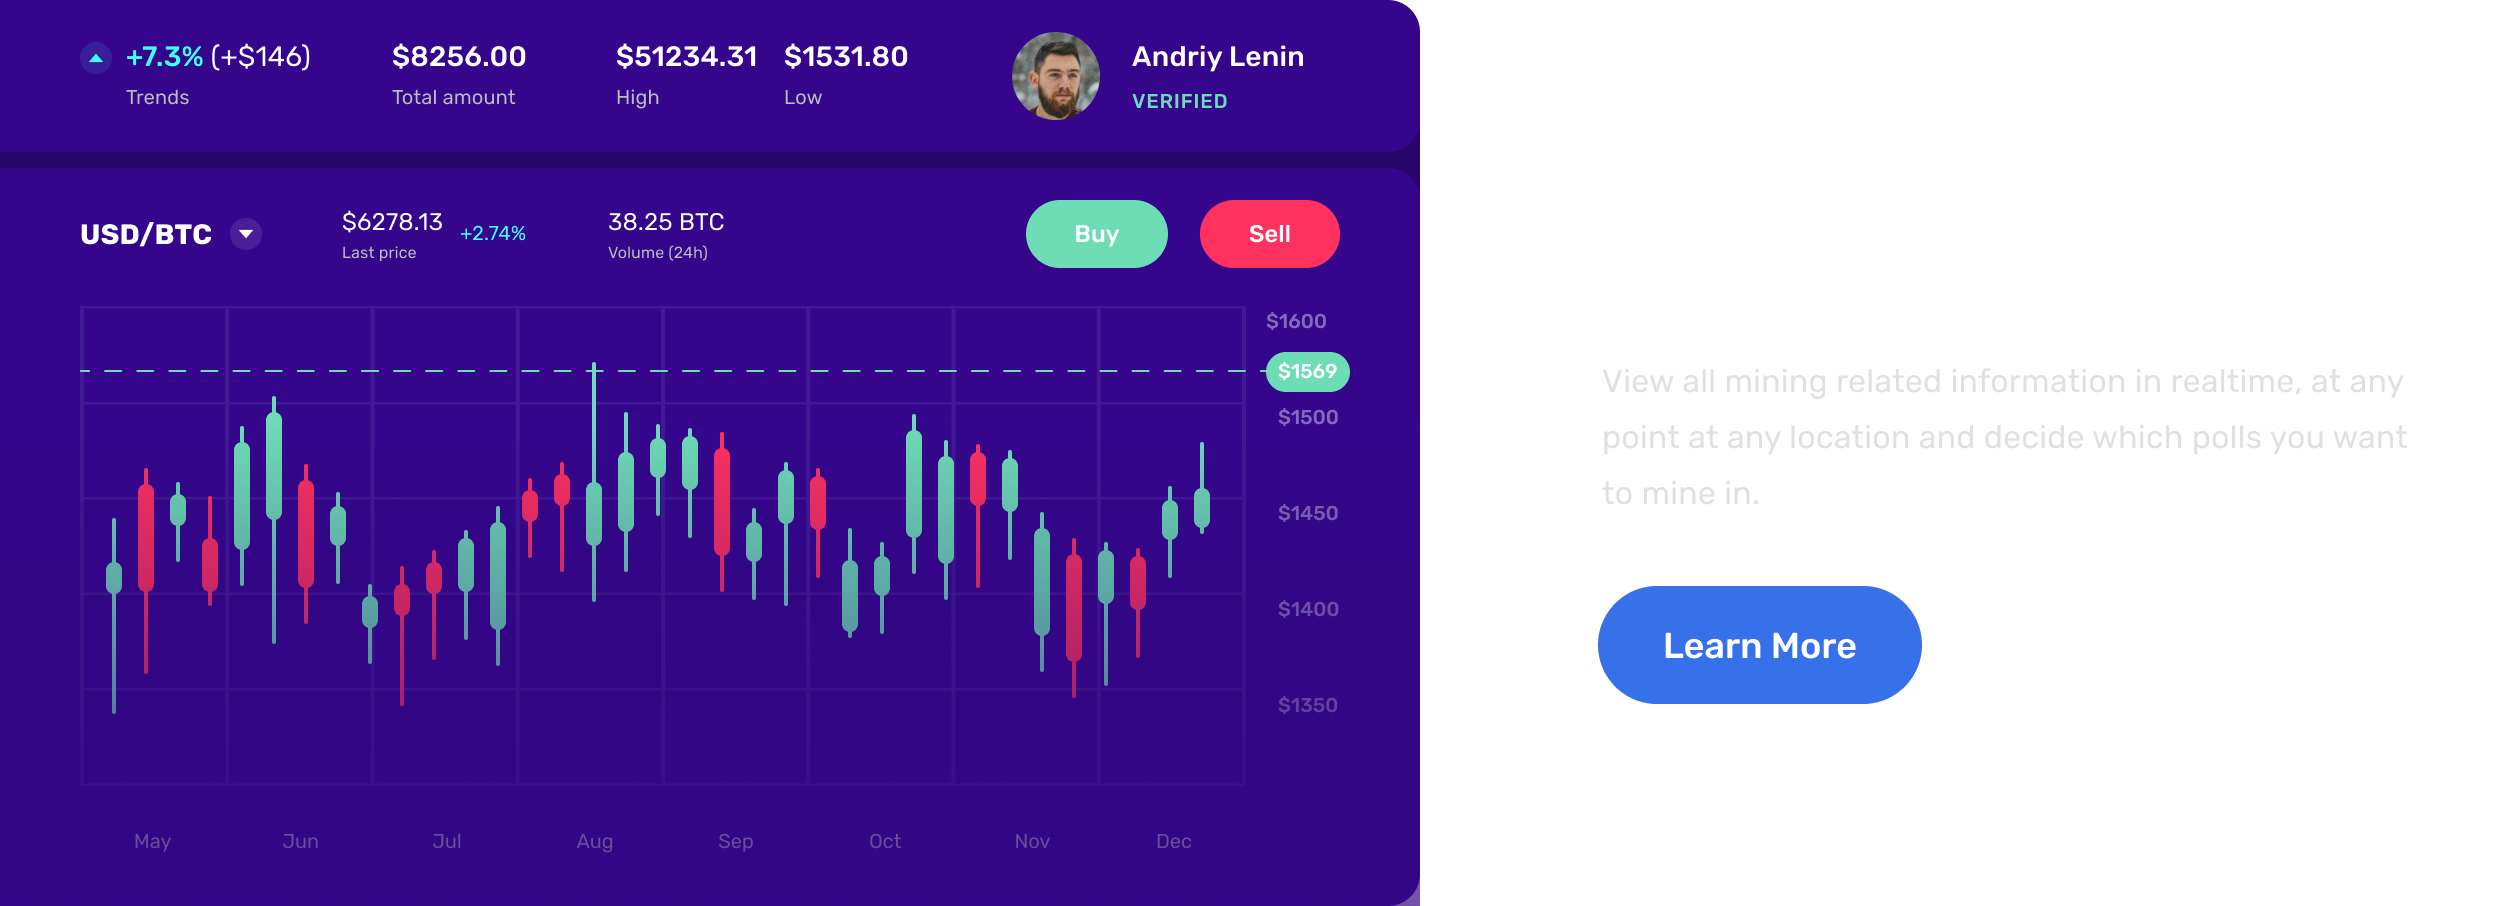 +7.3% (+$146)
Trends
$8256.00
Total amount
$51234.31
High
$1531.80
Low
Andriy Lenin
VERIFIED
USD/BTC
$6278.13
Last price
+2.74%
38.25 BTC
Volume (24h)
Buy
Sell
$1600
$1569
$1500
$1450
$1400
$1350
May
Jun
Jul
Aug
Sep
Oct
Nov
Dec
View all mining related information in realtime, at any
point at any location and decide which polls you want
to mine in.
Learn More